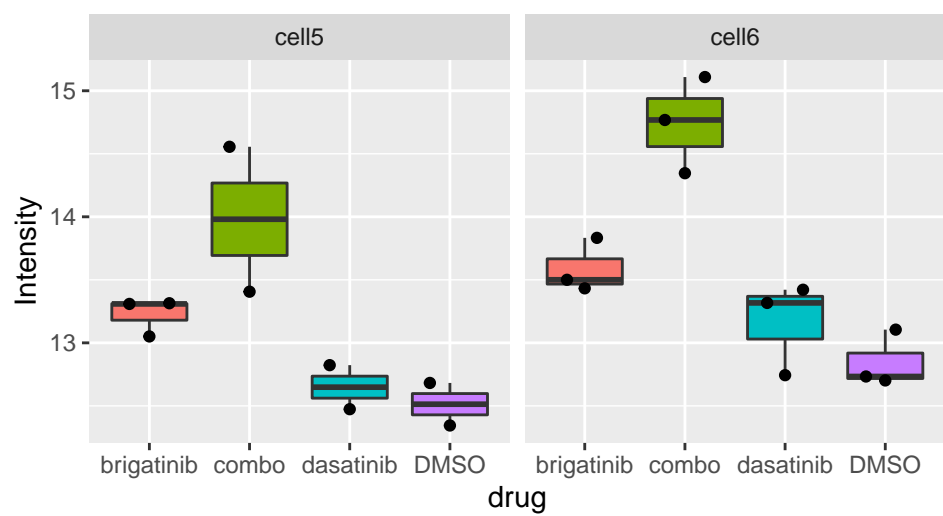 cell5 cell6
Intensity
15
14
13
brigatinib combo dasatinib DMSO brigatinib combo dasatinib DMSO
drug